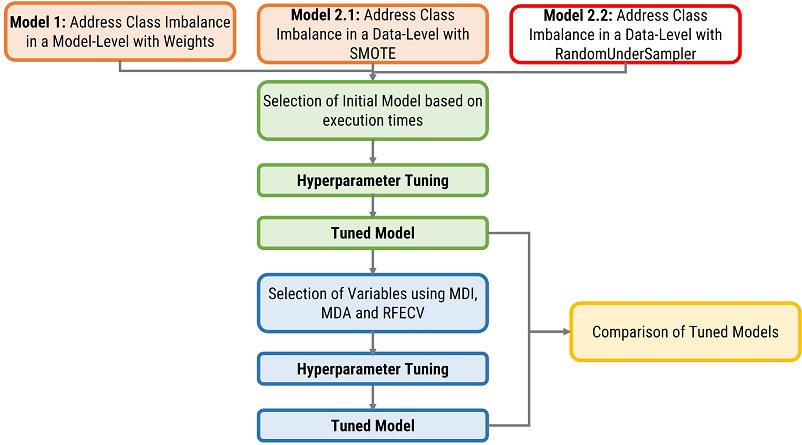 Model 1: Address Class Imbalance
in a Model-Level with Weights
Model 2.1: Address Class
Imbalance in a Data-Level with
SMOTE
Model 2.2: Address Class
Imbalance in a Data-Level with
RandomUnderSampler
Selection of Initial Model based on
execution times
Hyperparameter Tuning
Tuned Model
Selection of Variables using MDI,
MDA and RFECV
Comparison of Tuned Models
Hyperparameter Tuning
Tuned Model